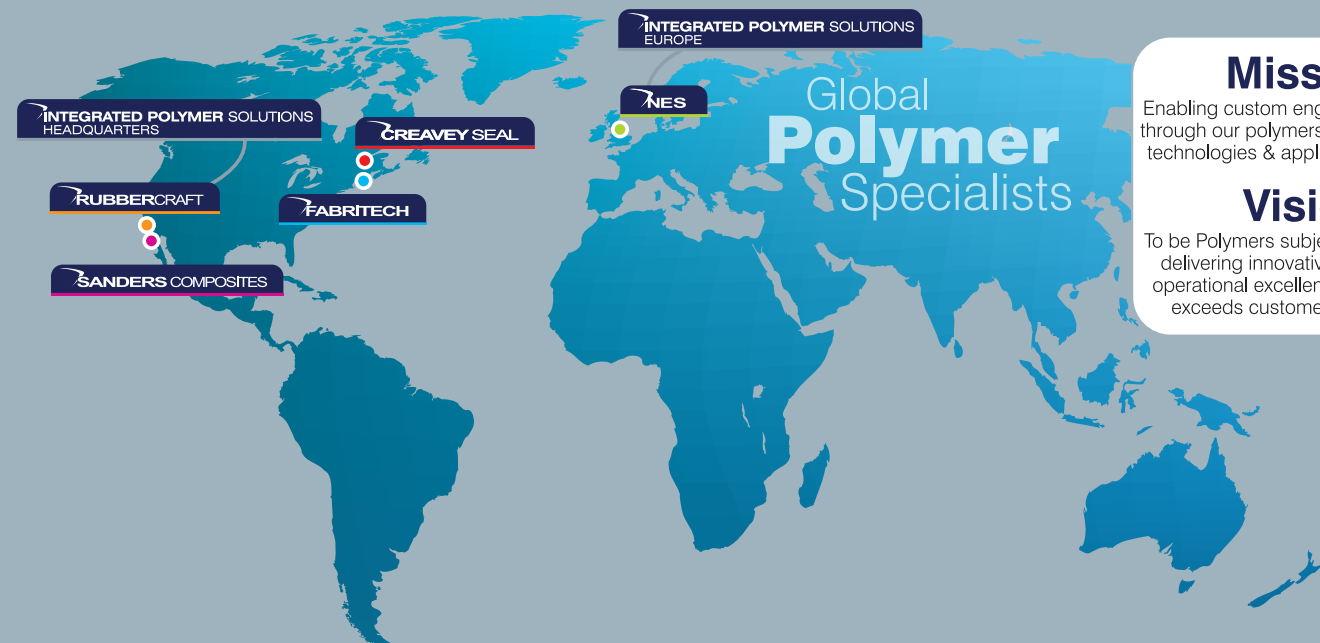 INTEGRATED POLYMER SOLUTIONS
EUROPE
NES
INTEGRATED POLYMER SOLUTIONS
HEADQUARTERS
CREAVEY SEAL
RUBBERCRAFT
FABRITECH
SANDERS COMPOSITES
Global
Polymer
Specialists
Miss
Enabling custom eng
through our polymers
technologies & appl
Visi
To be Polymers subje
delivering innovativ
operational excellen
exceeds custome